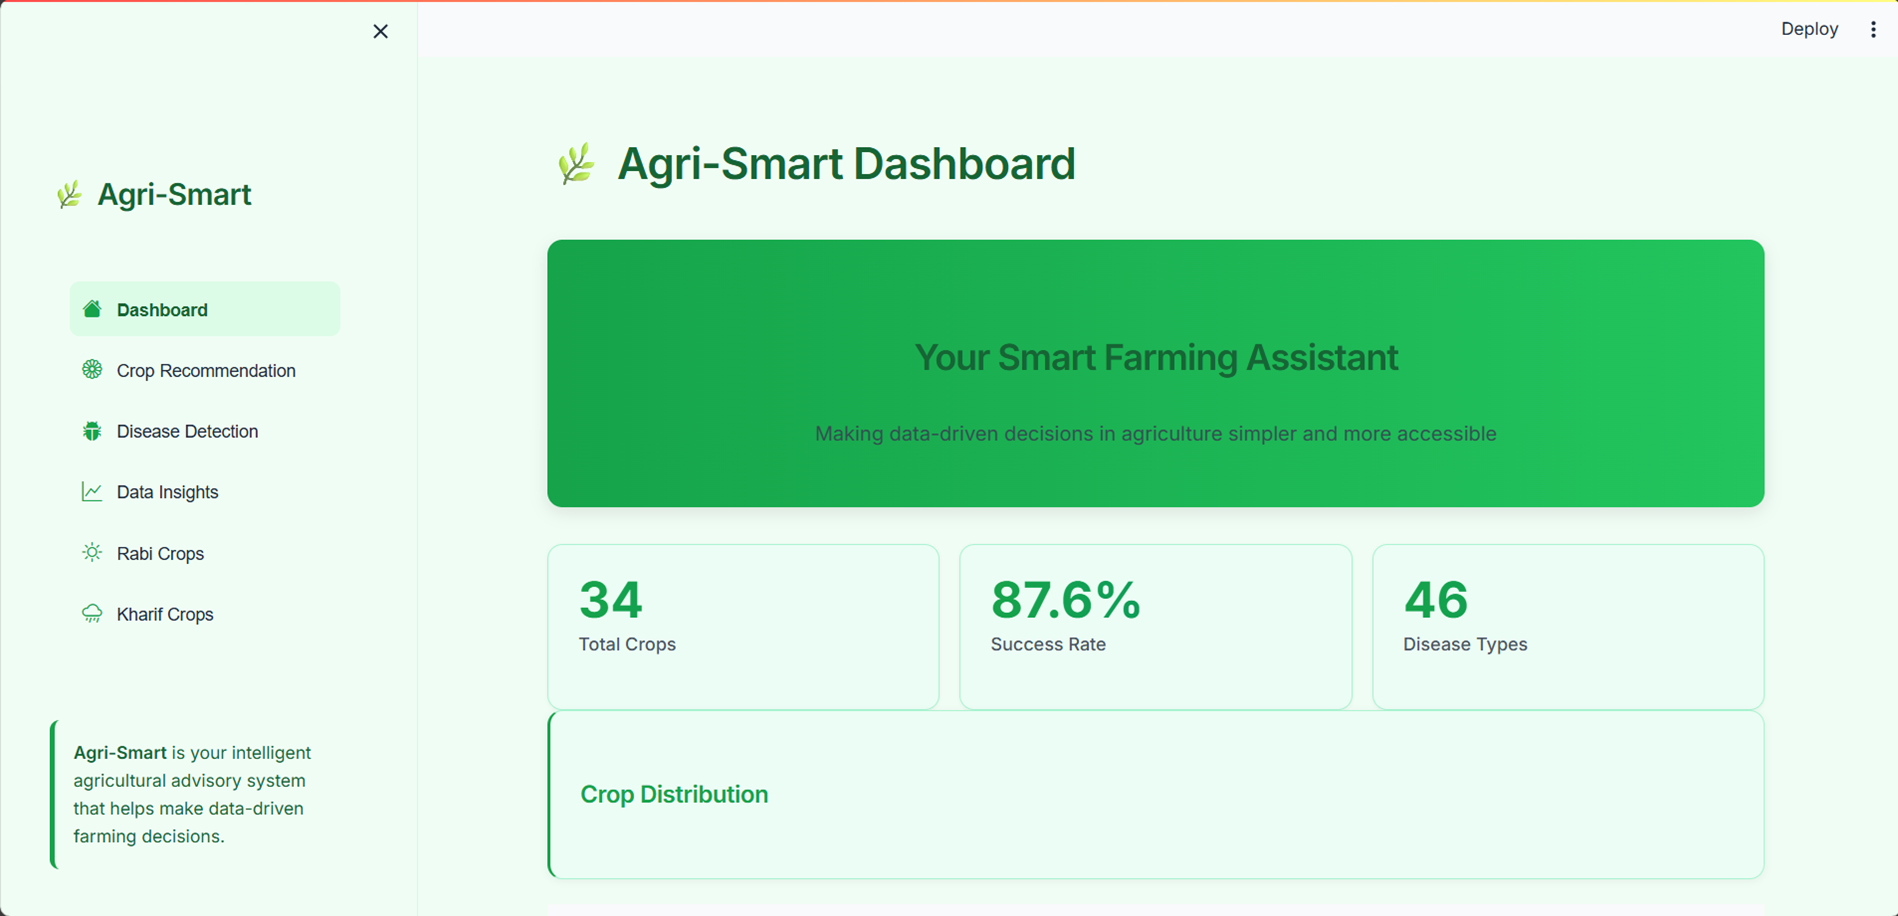 Deploy
Agri-Smart
Dashboard
Crop Recommendation
Disease Detection
Data Insights
Rabi Crops
Kharif Crops
Agri-Smart is your intelligent
agricultural advisory system
that helps make data-driven
farming decisions.
Agri-Smart Dashboard
Your Smart Farming Assistant
Making data-driven decisions in agriculture simpler and more accessible
34
Total Crops
87.6%
Success Rate
46
Disease Types
Crop Distribution